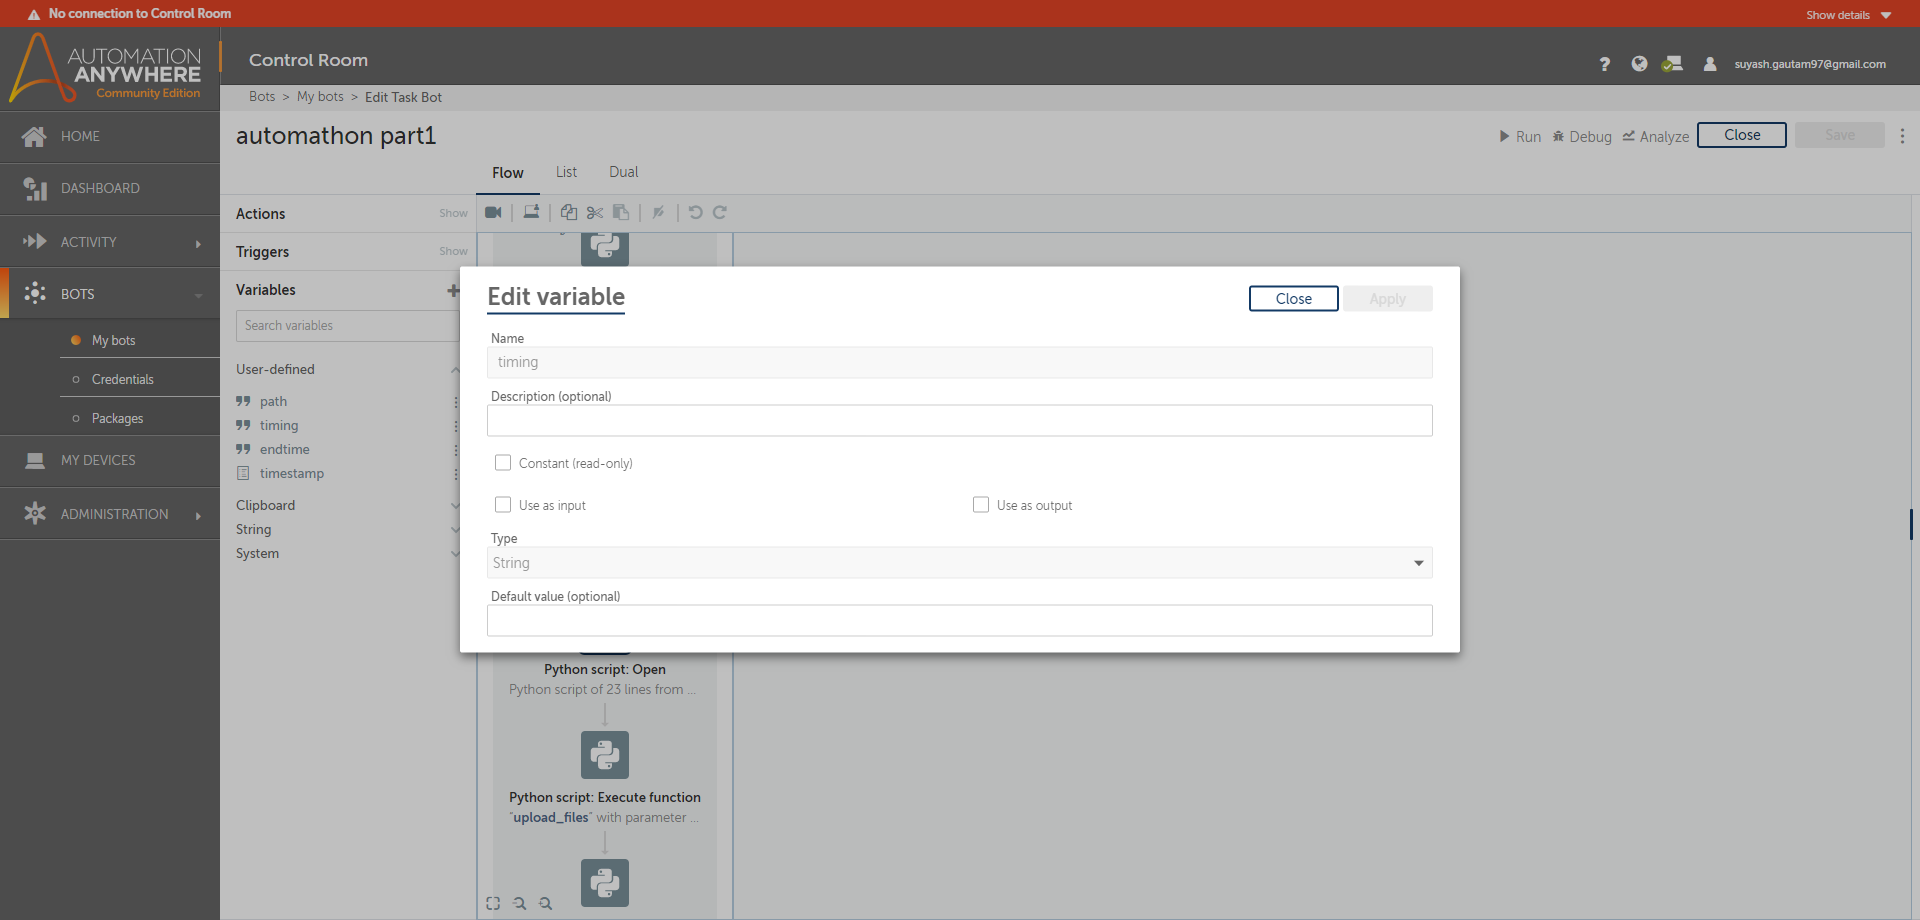 No connection to Control Room
Show details
AUTOMATION
ANYWHERE
Community Edition
Control Room
?
suyash.gautam97@gmail.com
Bots > My bots > Edit Task Bot
automathon part1
Run
Debug
Analyze
Close
Save
HOME
DASHBOARD
ACTIVITY
BOTS
My bots
Credentials
Packages
MY DEVICES
ADMINISTRATION
Flow
List
Dual
Actions
Show
Triggers
Show
Variables
Search variables
User-defined
path
timing
endtime
timestamp
Clipboard
String
System
Edit variable
Close
Apply
Name
timing
Description (optional)
Constant (read-only)
Use as input
Use as output
Type
String
Default value (optional)
Python script: Open
Python script of 23 lines from ...
Python script: Execute function
"upload_files" with parameter ...